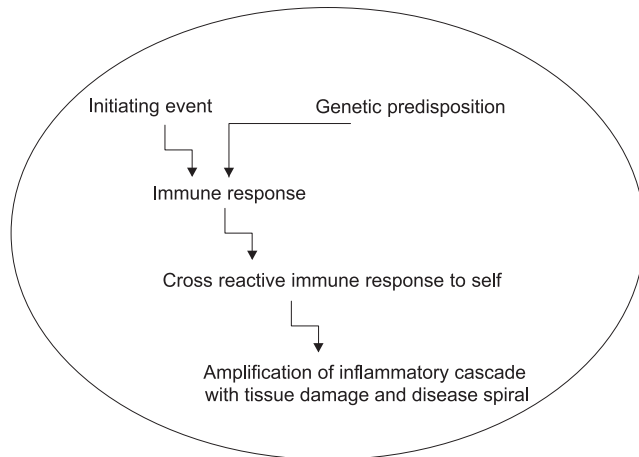 Initiating event
Genetic predisposition
Immune response
Cross reactive immune response to self
Amplification of inflammatory cascade
with tissue damage and disease spiral